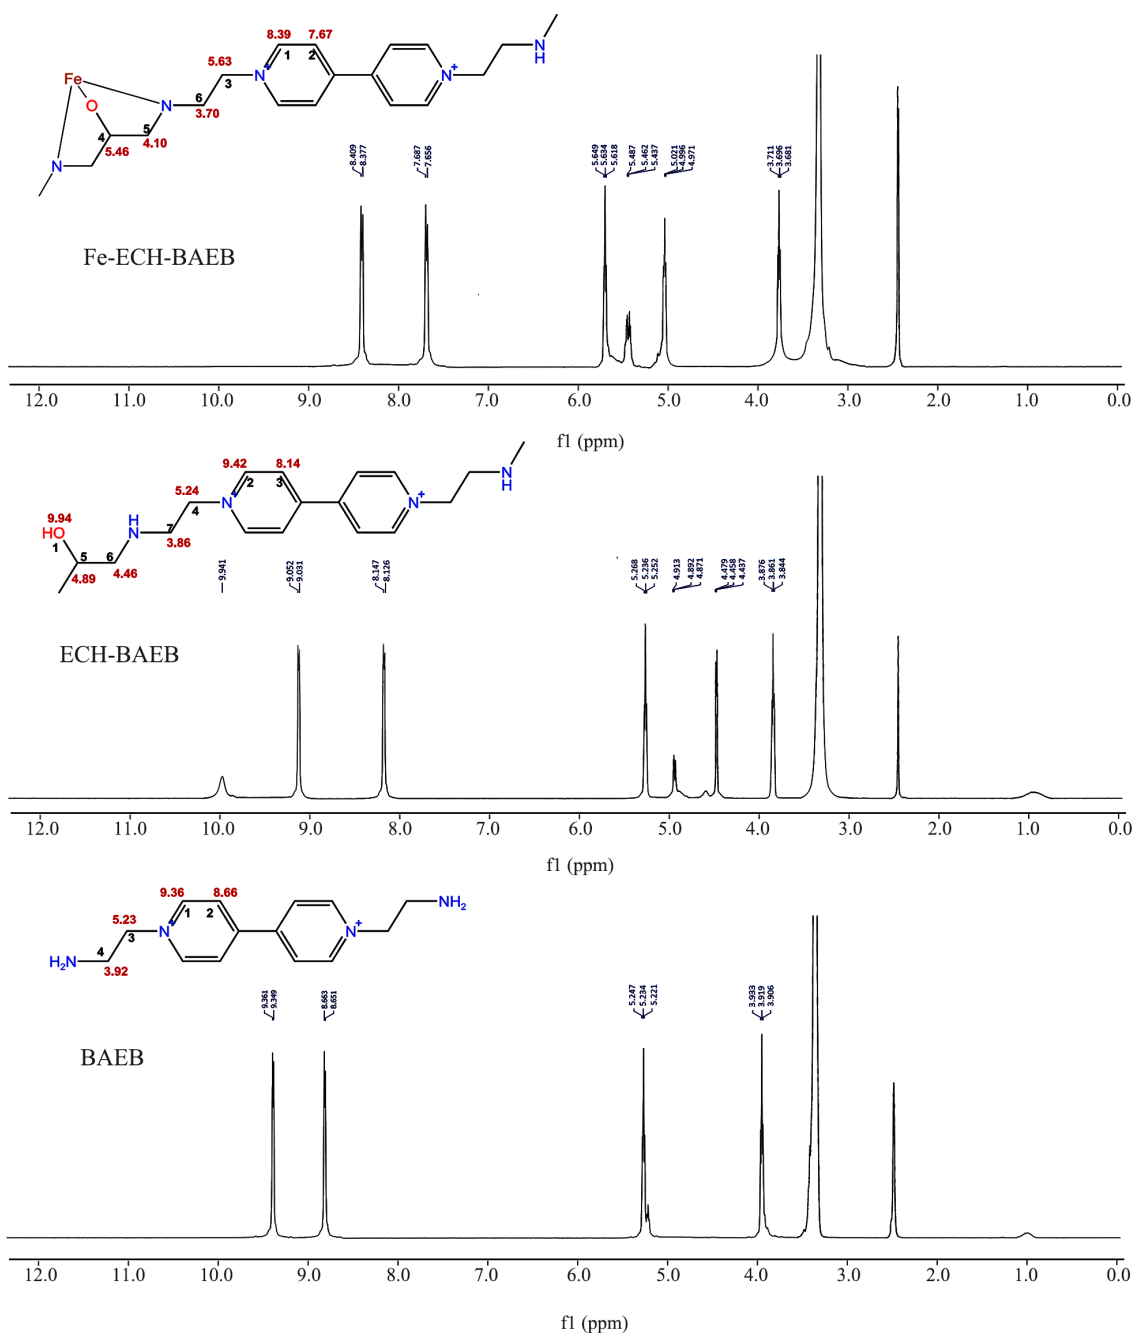 8.39 7.67
N
H
1 2
5.63
N+ N+
3
Fe
O
N
6
3.70
4 5
5.46 4.10
N
8.409
8.377
7.687
7.656
5.649
5.634
5.618
5.487
5.462
5.437
5.021
4.996
4.971
3.711
3.696
3.681
Fe-ECH-BAEB
12.0 11.0 10.0 9.0 8.0 7.0 6.0 5.0 4.0 3.0 2.0 1.0 0.0
f1 (ppm)
9.42 8.14
N
H
2 3
5.24
N+ N+
4
9.94
H
HO N 7
1 3.86
5 6
4.89 4.46
9.941
9.052
9.031
8.147
8.126
5.268
5.236
5.252
4.913
4.892
4.871
4.479
4.458
4.437
3.876
3.861
3.844
ECH-BAEB
12.0 11.0 10.0 9.0 8.0 7.0 6.0 5.0 4.0 3.0 2.0 1.0 0.0
f1 (ppm)
9.36 8.66
NH2
1 2
5.23
N+ N+
3
4
H2N 3.92
9.361
9.349
8.663
8.651
5.247
5.234
5.221
3.933
3.919
3.906
BAEB
12.0 11.0 10.0 9.0 8.0 7.0 6.0 5.0 4.0 3.0 2.0 1.0 0.0
f1 (ppm)